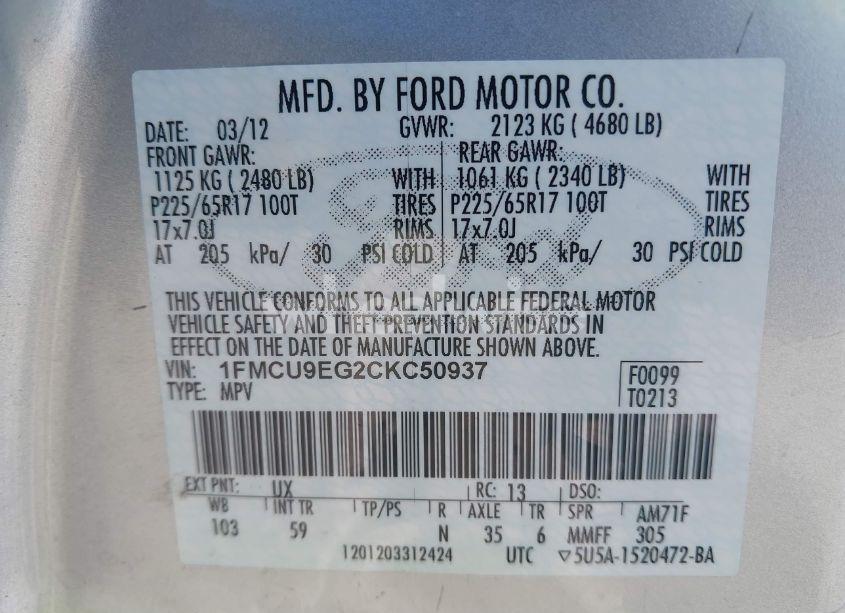 MFD. BY FORD MOTOR CO.
DATE: 03/12 GVWR: 2123 KG ( 4680 LB)
FRONT GAWR: REAR GAWR:
1125 KG ( 2480 LB) WITH 1061 KG ( 2340 LB) WITH
P225/65R17 100T TIRES P225/65R17 100T TIRES
17x7.0J RIMS 17x7.0J RIMS
AT 205 kPa/ 30 PSI COLD AT 205 kPa/ 30 PSI COLD
THIS VEHICLE CONFORMS TO ALL APPLICABLE FEDERAL MOTOR
VEHICLE SAFETY AND THEFT PREVENTION STANDARDS IN
EFFECT ON THE DATE OF MANUFACTURE SHOWN ABOVE.
VIN: 1FMCU9EG2CKC50937
TYPE: MPV
F0099
T0213
EXT PNT: UX RC: 13 DSO:
WB INT TR TP/PS R AXLE TR SPR AM71F
103 59 N 35 6 MMFF 305
1201203312424 UTC ▽5U5A-1520472-BA